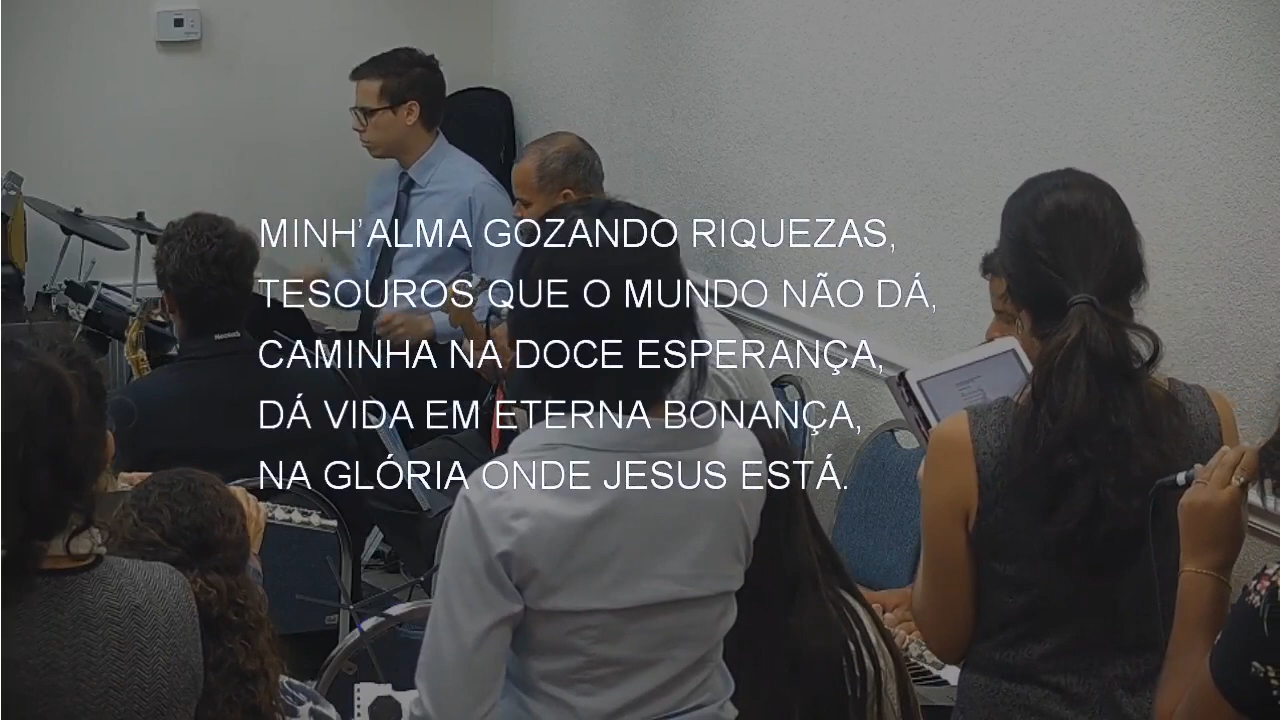 MINH'ALMA GOZANDO RIQUEZAS,
TESOUROS QUE O MUNDO NÃO DÁ,
CAMINHA NA DOCE ESPERANÇA,
DÁ VIDA EM ETERNA BONANÇA,
NA GLÓRIA ONDE JESUS ESTÁ.